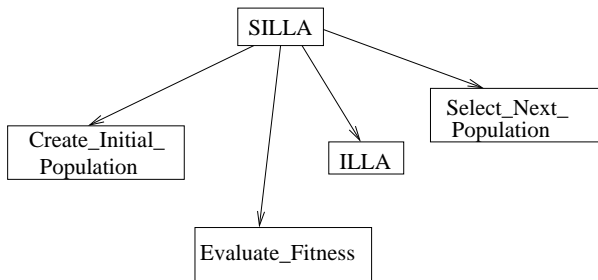 SILLA
Create_Initial_
Population
Evaluate_Fitness
ILLA
Select_Next_
Population